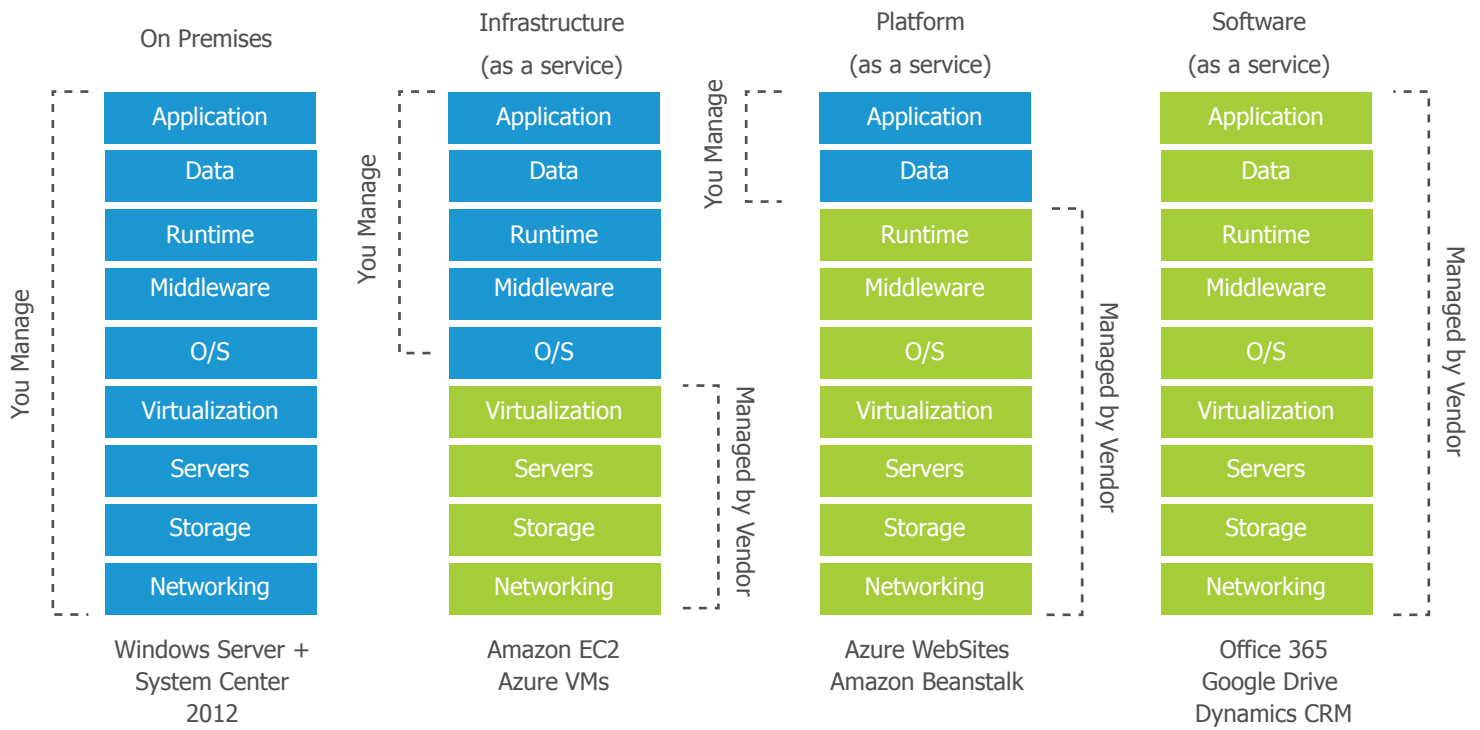 On Premises
You Manage
Application
Data
Runtime
Middleware
O/S
Virtualization
Servers
Storage
Networking
Windows Server +
System Center
2012
Infrastructure
(as a service)
You Manage
Application
Data
Runtime
Middleware
O/S
Virtualization
Servers
Storage
Networking
Managed by Vendor
Amazon EC2
Azure VMs
Platform
(as a service)
You Manage
Application
Data
Runtime
Middleware
O/S
Virtualization
Servers
Storage
Networking
Managed by Vendor
Azure WebSites
Amazon Beanstalk
Software
(as a service)
Application
Data
Runtime
Middleware
O/S
Virtualization
Servers
Storage
Networking
Managed by Vendor
Office 365
Google Drive
Dynamics CRM